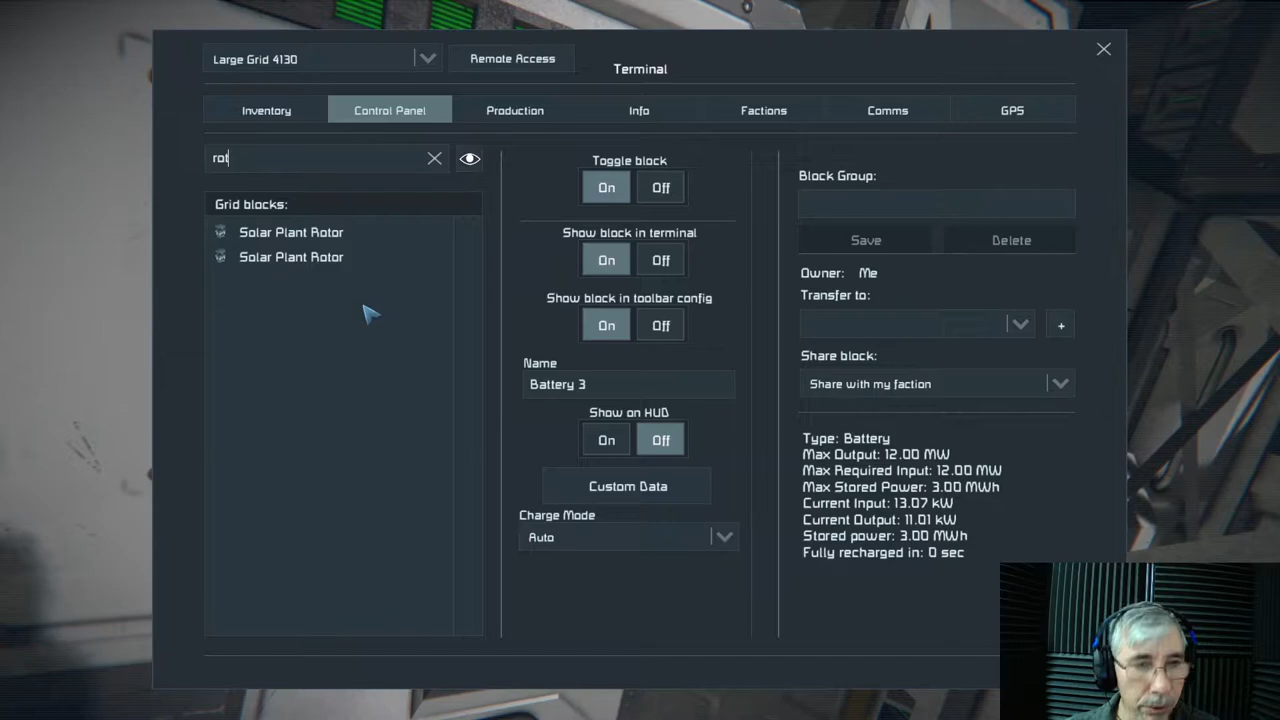 Large Grid 4130
Remote Access
Terminal
Inventory
Control Panel
Production
Info
Factions
Comms
GPS
rot
Grid blocks:
Solar Plant Rotor
Solar Plant Rotor
Toggle block
On Off
Show block in terminal
On Off
Show block in toolbar config
On Off
Name
Battery 3
Show on HUD
On Off
Custom Data
Charge Mode
Auto
Block Group:
Save
Delete
Owner: Me
Transfer to:
+
Share block:
Share with my faction
Type: Battery
Max Output: 12.00 MW
Max Required Input: 12.00 MW
Max Stored Power: 3.00 MWh
Current Input: 13.07 kW
Current Output: 11.01 kW
Stored power: 3.00 MWh
Fully recharged in: 0 sec